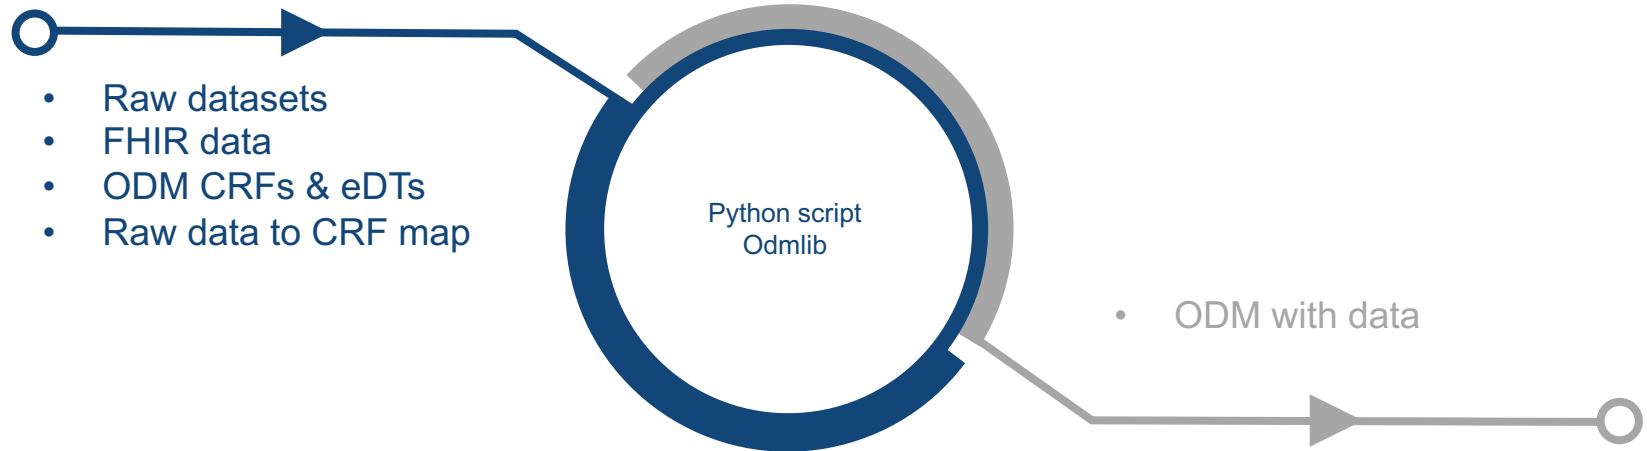 • Raw datasets
• FHIR data
• ODM CRFs & eDTs
• Raw data to CRF map
Python script
Odmlib
• ODM with data